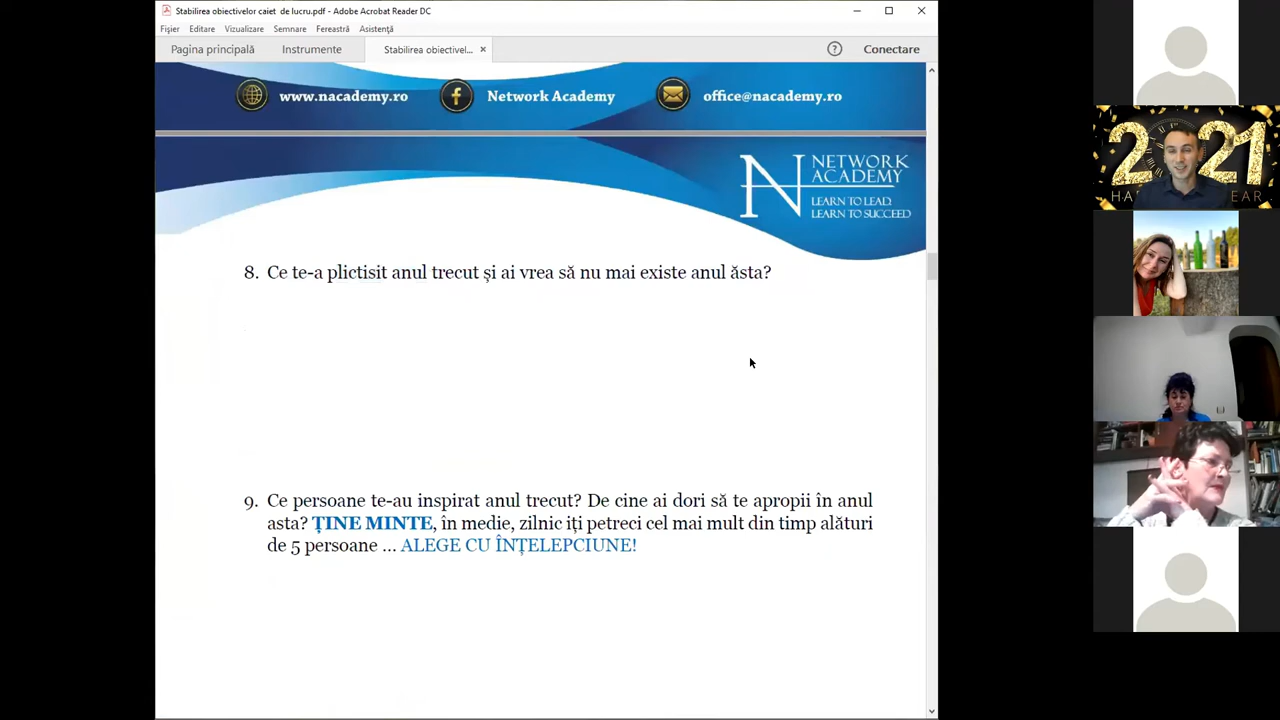 Stabilirea obiectivelor caiet de lucru.pdf - Adobe Acrobat Reader DC
Fișier Editare Vizualizare Semnare Fereastră Asistență
Pagina principală Instrumente Stabilirea obiectivel... Conectare
www.nacademy.ro Network Academy office@nacademy.ro
N NETWORK
ACADEMY
LEARN TO LEAD
LEARN TO SUCCEED
8. Ce te-a plictisit anul trecut și ai vrea să nu mai existe anul ăsta?
9. Ce persoane te-au inspirat anul trecut? De cine ai dori să te apropii în anul
asta? ȚINE MINTE, în medie, zilnic iți petreci cel mai mult din timp alături
de 5 persoane ... ALEGE CU ÎNȚELEPCIUNE!
2021